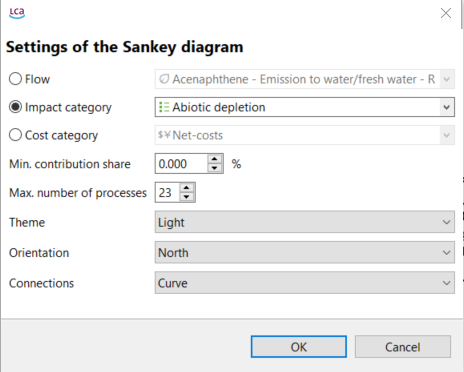 LCA
Settings of the Sankey diagram
Flow Acenaphthene - Emission to water/fresh water - R
Impact category Abiotic depletion
Cost category $¥ Net-costs
Min. contribution share 0.000 %
Max. number of processes 23
Theme Light
Orientation North
Connections Curve
OK Cancel